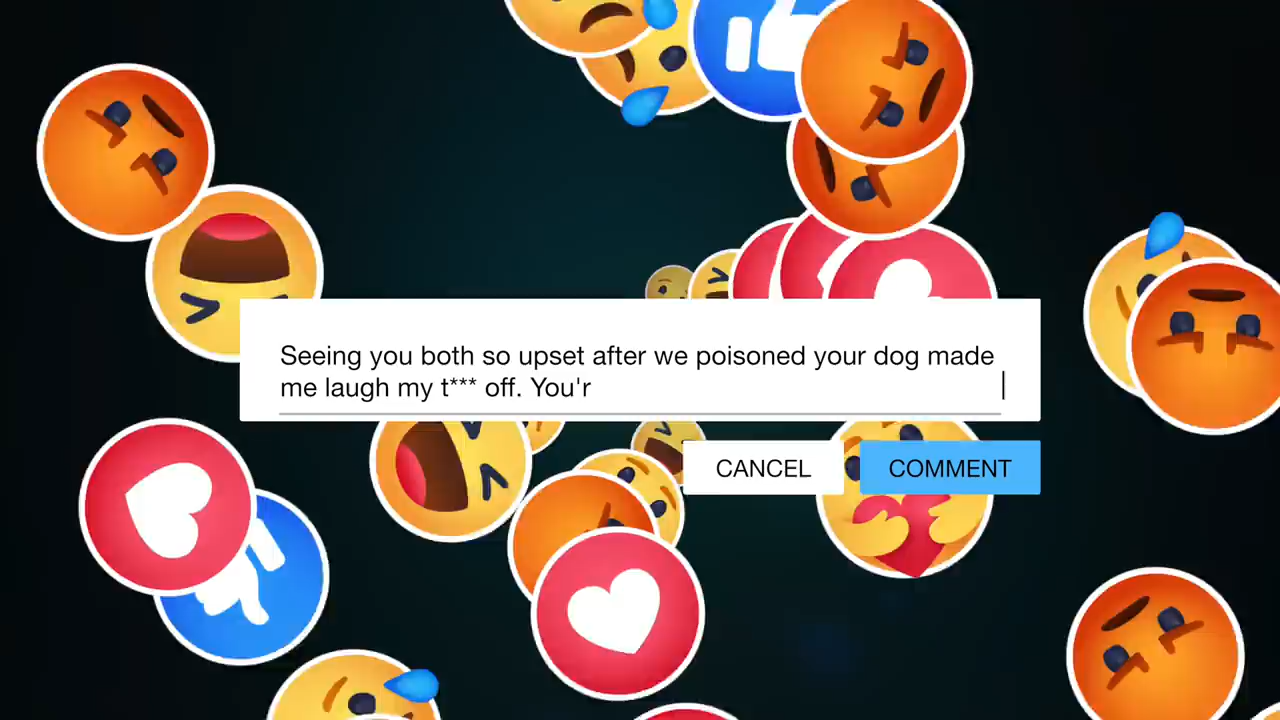 Seeing you both so upset after we poisoned your dog made
me laugh my t*** off. You'r
CANCEL
COMMENT